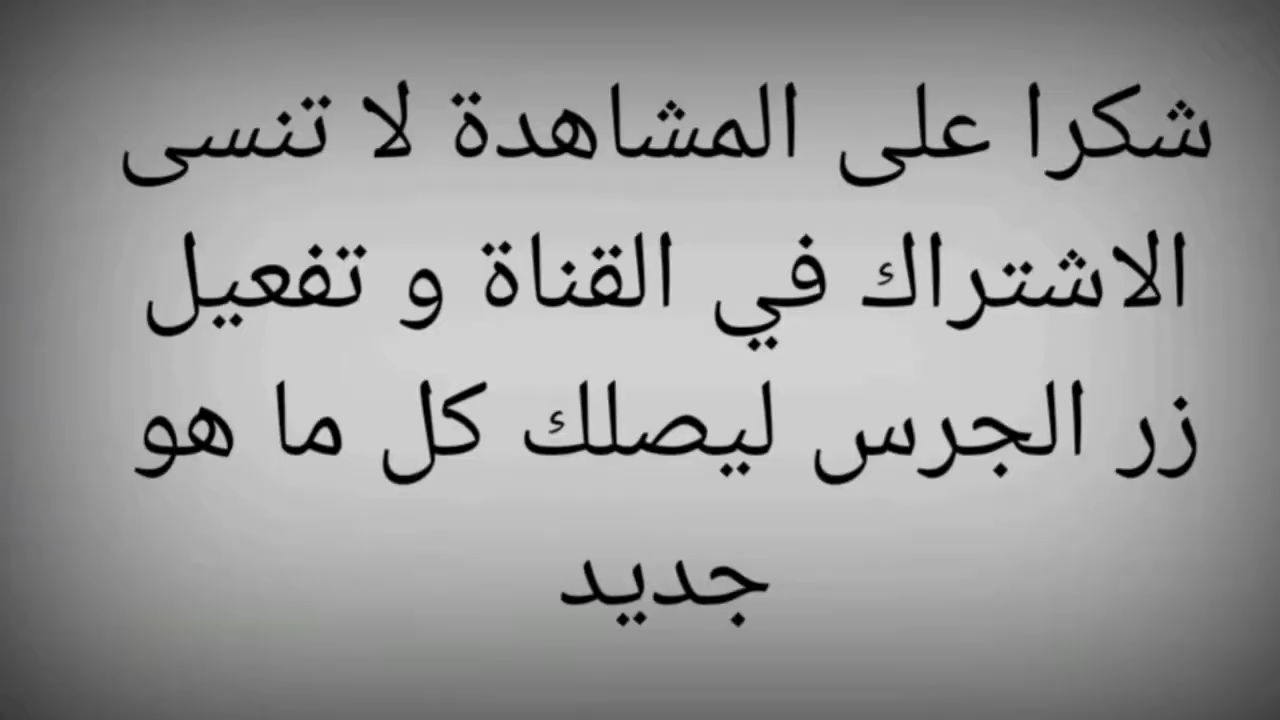 شكرا على المشاهدة لا تنسى
الاشتراك في القناة و تفعيل
زر الجرس ليصلك كل ما هو
جديد